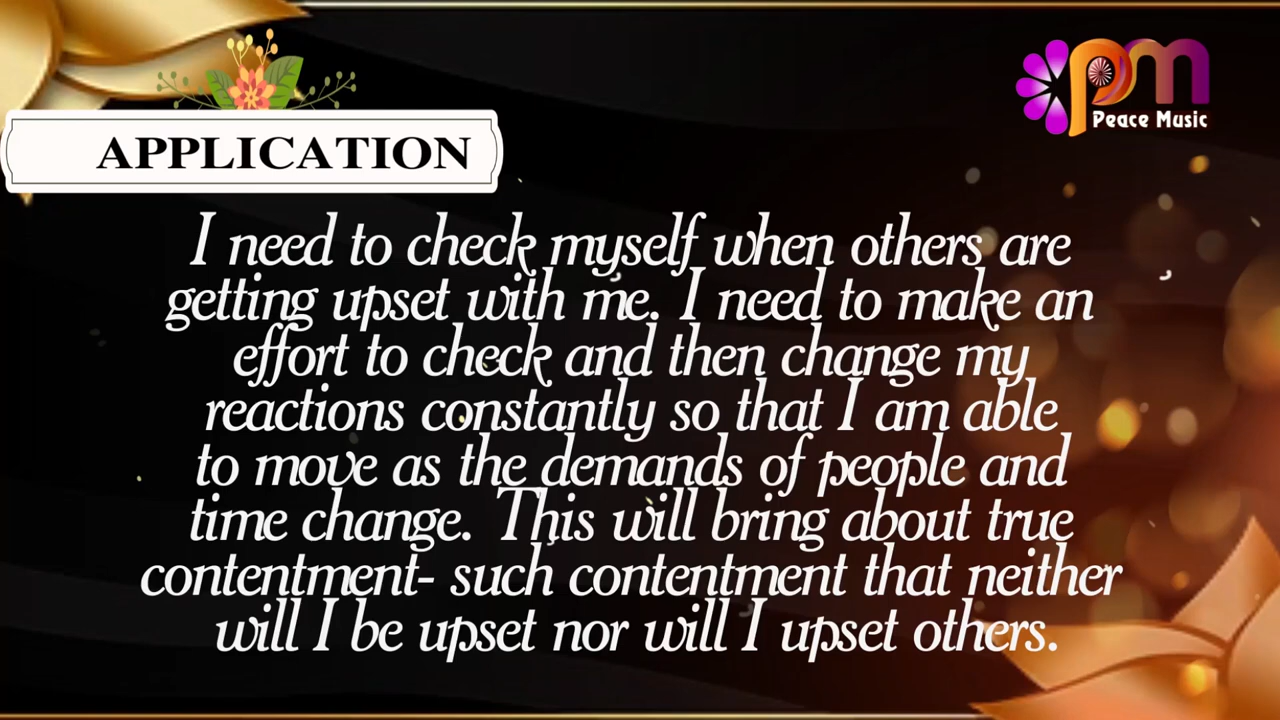 pm
Peace Music
APPLICATION
I need to check myself when others are
getting upset with me. I need to make an
effort to check and then change my
reactions constantly so that I am able
to move as the demands of people and
time change. This will bring about true
contentment- such contentment that neither
will I be upset nor will I upset others.